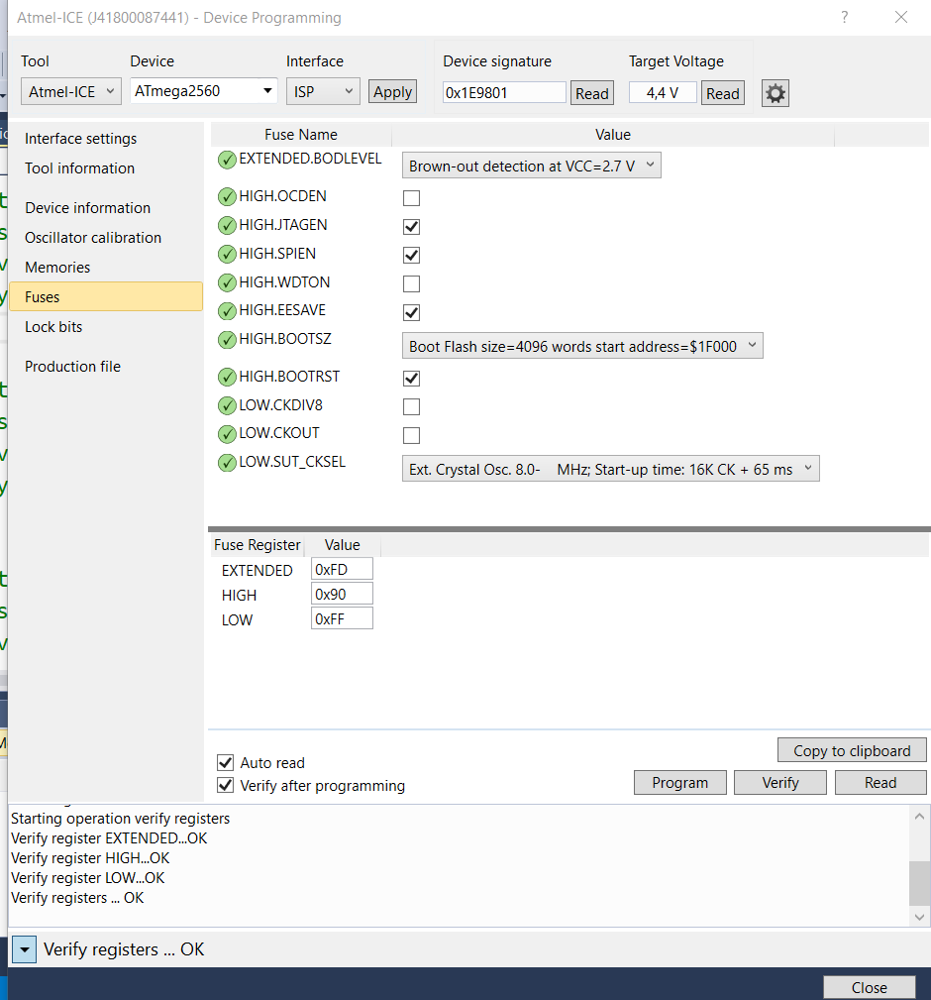 Atmel-ICE (J41800087441) - Device Programming
?
Tool Device Interface Device signature Target Voltage
Atmel-ICE ATmega2560 ISP Apply 0x1E9801 Read 4,4 V Read
Interface settings
Tool information
Device information
Oscillator calibration
Memories
Fuses
Lock bits
Production file
Fuse Name Value
EXTENDED.BODLEVEL Brown-out detection at VCC=2.7 V
HIGH.OCDEN
HIGH.JTAGEN
HIGH.SPIEN
HIGH.WDTON
HIGH.EESAVE
HIGH.BOOTSZ Boot Flash size=4096 words start address=$1F000
HIGH.BOOTRST
LOW.CKDIV8
LOW.CKOUT
LOW.SUT_CKSEL Ext. Crystal Osc. 8.0- MHz; Start-up time: 16K CK + 65 ms
Fuse Register Value
EXTENDED 0xFD
HIGH 0x90
LOW 0xFF
Copy to clipboard
Auto read
Verify after programming
Program Verify Read
Starting operation verify registers
Verify register EXTENDED...OK
Verify register HIGH...OK
Verify register LOW...OK
Verify registers ... OK
Verify registers ... OK
Close